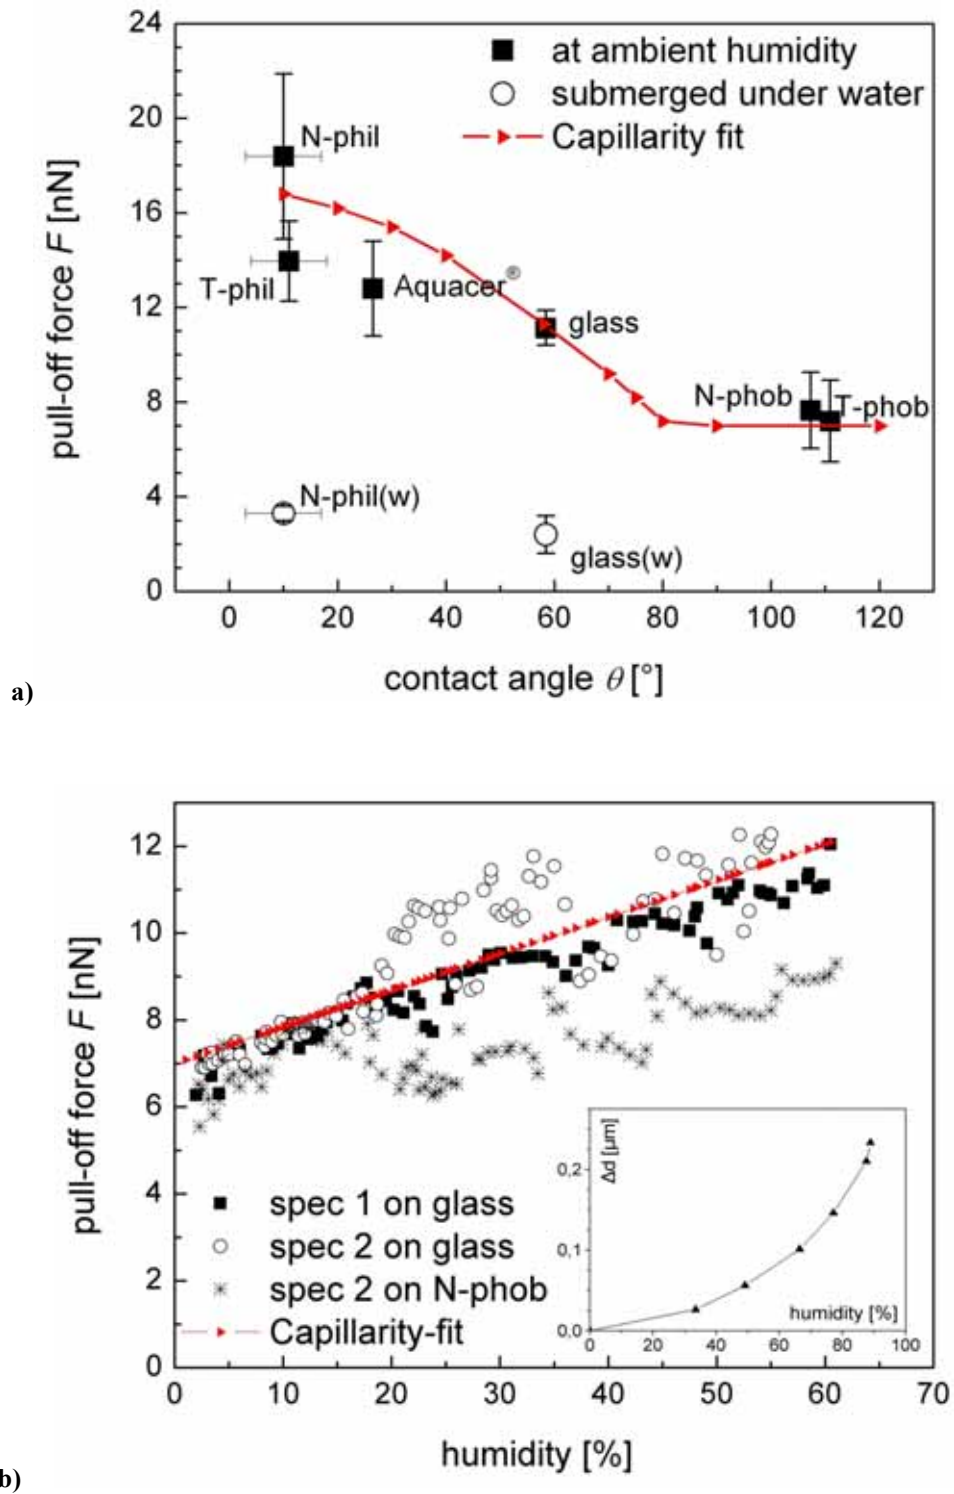 a)
24
20
16
12
8
4
0
pull-off force F [nN]
at ambient humidity
submerged under water
Capillarity fit
N-phil
T-phil
Aquacer
®
glass
N-phob
T-phob
N-phil(w)
glass(w)
0 20 40 60 80 100 120
contact angle θ [°]
b)
12
10
8
6
4
2
0
pull-off force F [nN]
spec 1 on glass
spec 2 on glass
spec 2 on N-phob
Capillarity-fit
Δd [µm]
0,2
0,1
0,0
humidity [%]
0 20 40 60 80 100
0 10 20 30 40 50 60 70
humidity [%]